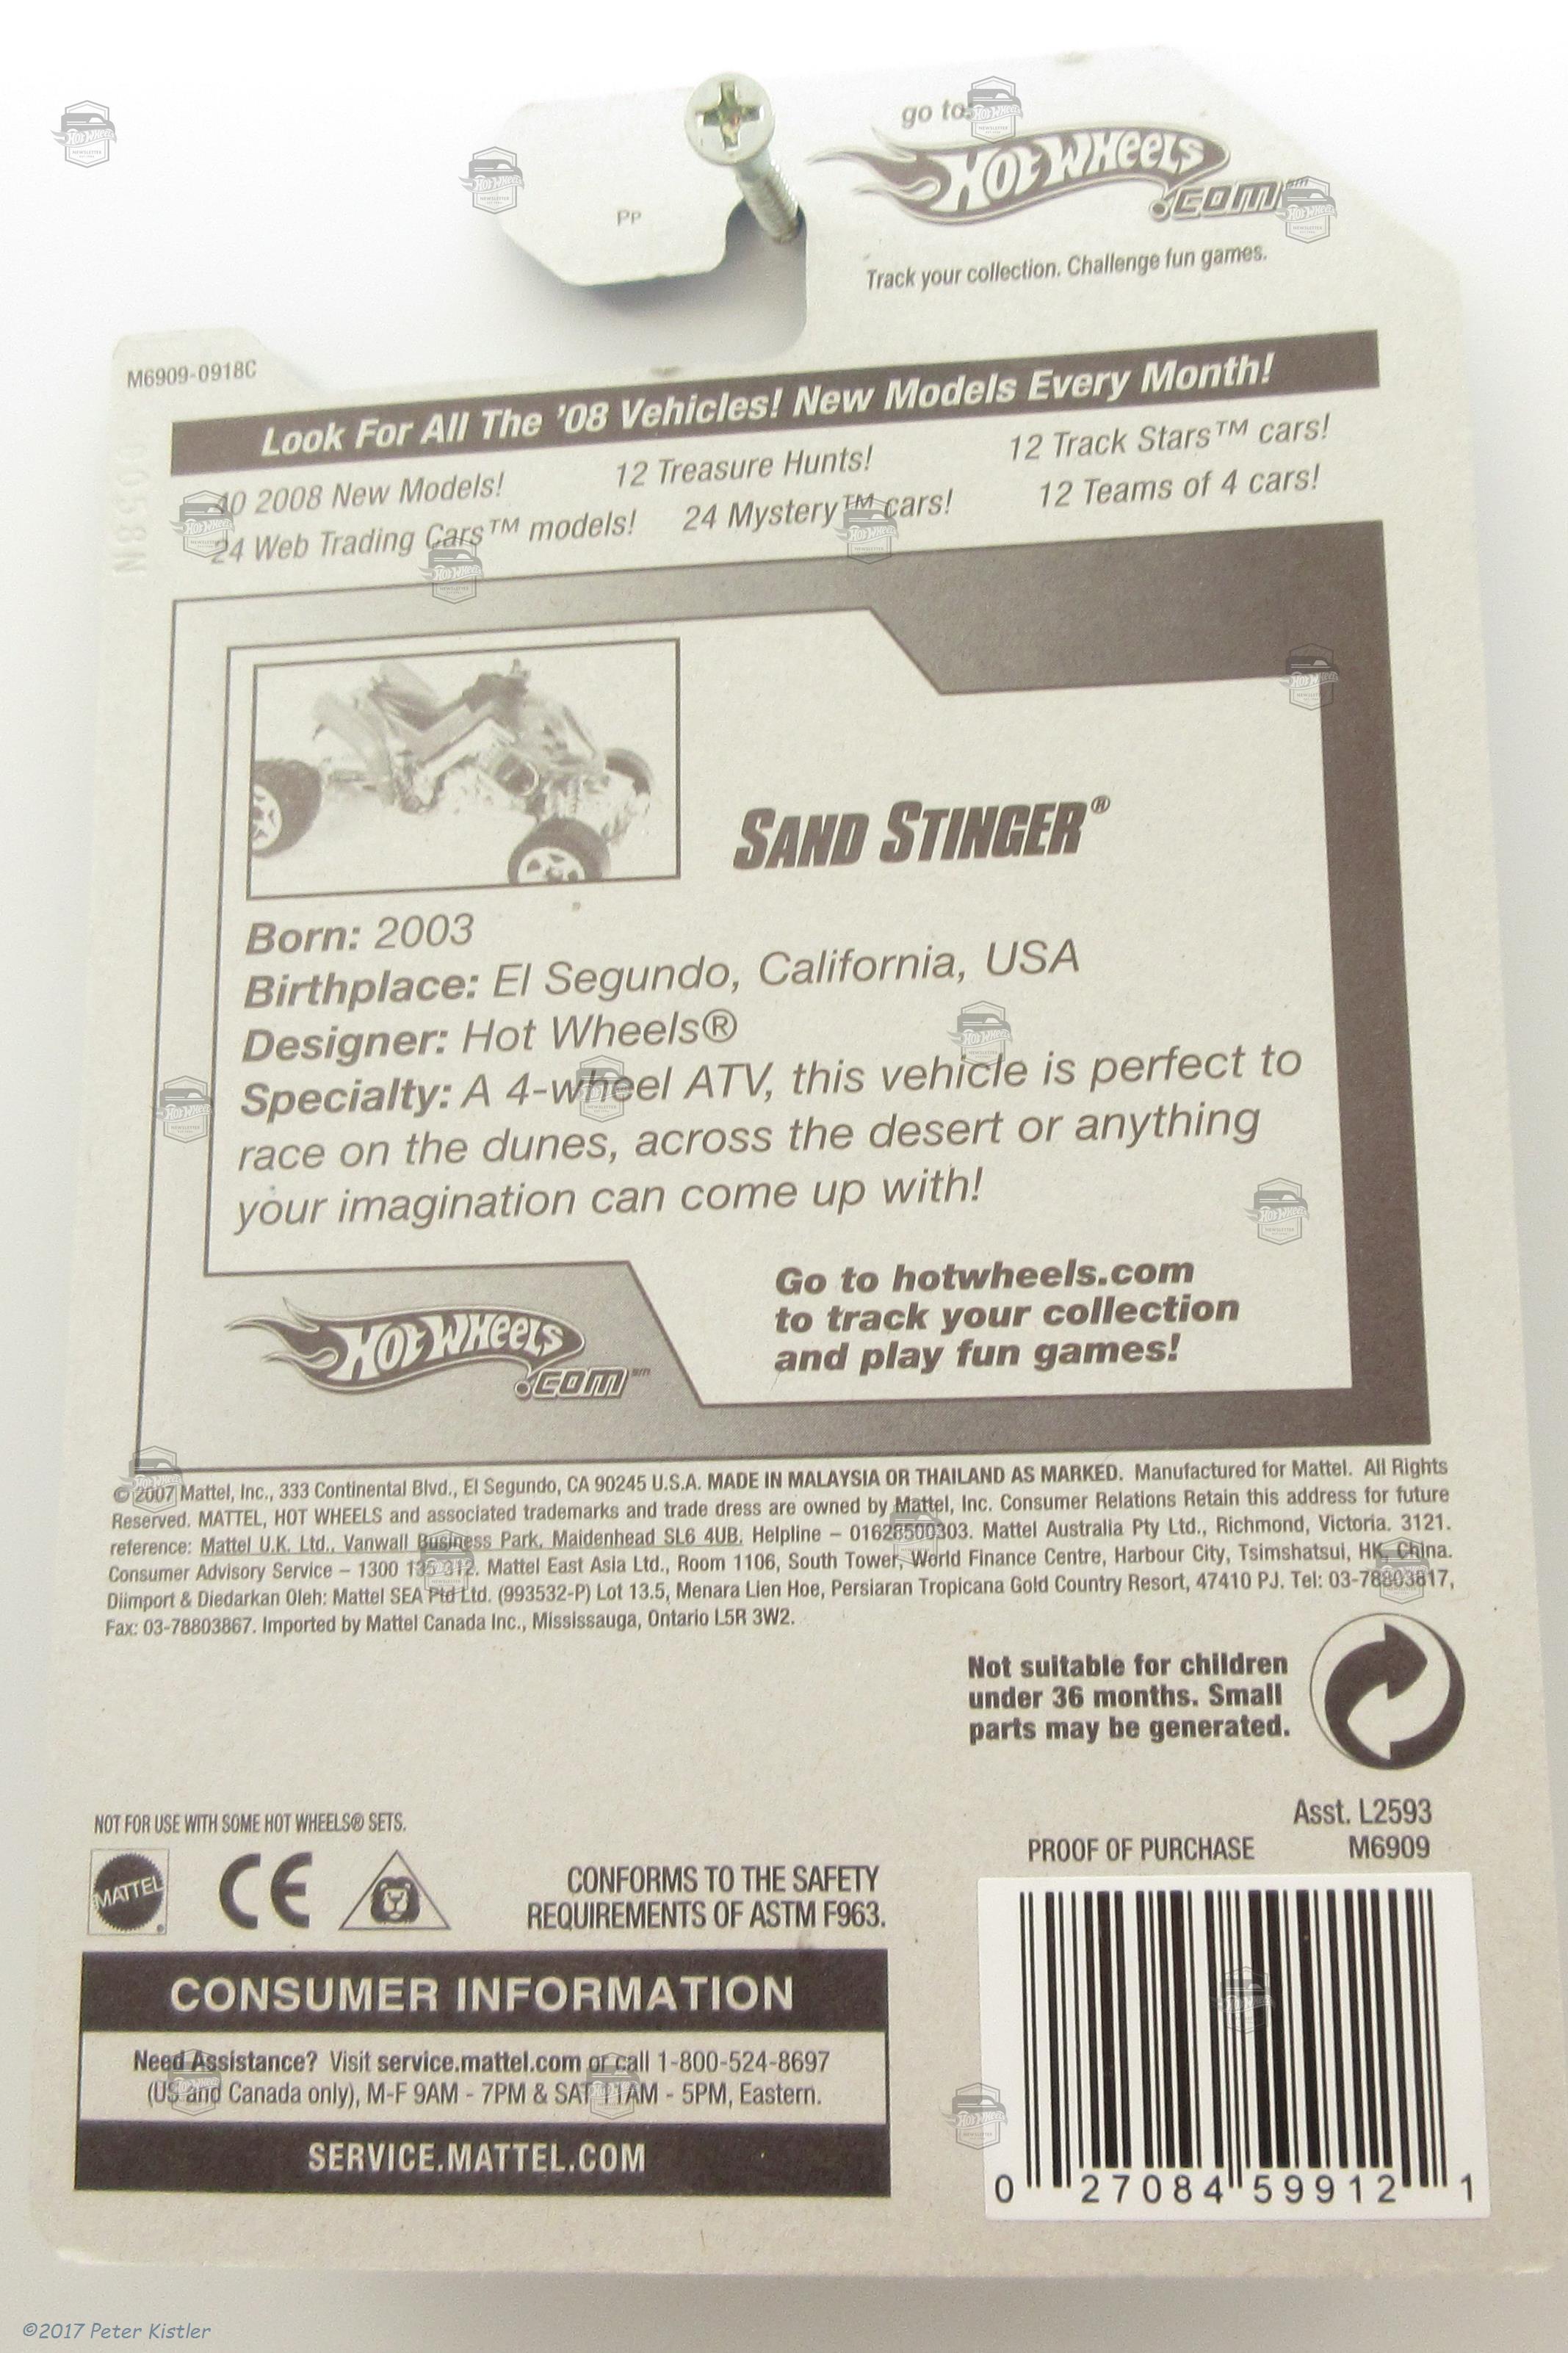 go to:
HOT WHEELS
.com℠
Pp
Track your collection. Challenge fun games.
M6909-0918C
Look For All The '08 Vehicles! New Models Every Month!
40 2008 New Models!
12 Treasure Hunts!
12 Track Stars™ cars!
24 Web Trading Cars™ models!
24 Mystery™ cars!
12 Teams of 4 cars!
SAND STINGER®
Born: 2003
Birthplace: El Segundo, California, USA
Designer: Hot Wheels®
Specialty: A 4-wheel ATV, this vehicle is perfect to
race on the dunes, across the desert or anything
your imagination can come up with!
HOT WHEELS
.com℠
Go to hotwheels.com
to track your collection
and play fun games!
© 2007 Mattel, Inc., 333 Continental Blvd., El Segundo, CA 90245 U.S.A. MADE IN MALAYSIA OR THAILAND AS MARKED. Manufactured for Mattel. All Rights
Reserved. MATTEL, HOT WHEELS and associated trademarks and trade dress are owned by Mattel, Inc. Consumer Relations Retain this address for future
reference: Mattel U.K. Ltd., Vanwall Business Park, Maidenhead SL6 4UB. Helpline – 01628500303. Mattel Australia Pty Ltd., Richmond, Victoria. 3121.
Consumer Advisory Service – 1300 135 312. Mattel East Asia Ltd., Room 1106, South Tower, World Finance Centre, Harbour City, Tsimshatsui, HK, China.
Diimport & Diedarkan Oleh: Mattel SEA Ptd Ltd. (993532-P) Lot 13.5, Menara Lien Hoe, Persiaran Tropicana Gold Country Resort, 47410 PJ. Tel: 03-78803817,
Fax: 03-78803867. Imported by Mattel Canada Inc., Mississauga, Ontario L5R 3W2.
Not suitable for children
under 36 months. Small
parts may be generated.
Asst. L2593
PROOF OF PURCHASE M6909
NOT FOR USE WITH SOME HOT WHEELS® SETS.
MATTEL
CE
CONFORMS TO THE SAFETY
REQUIREMENTS OF ASTM F963.
CONSUMER INFORMATION
Need Assistance? Visit service.mattel.com or call 1-800-524-8697
(US and Canada only), M-F 9AM - 7PM & SAT 11AM - 5PM, Eastern.
SERVICE.MATTEL.COM
0 27084 59912 1
©2017 Peter Kistler